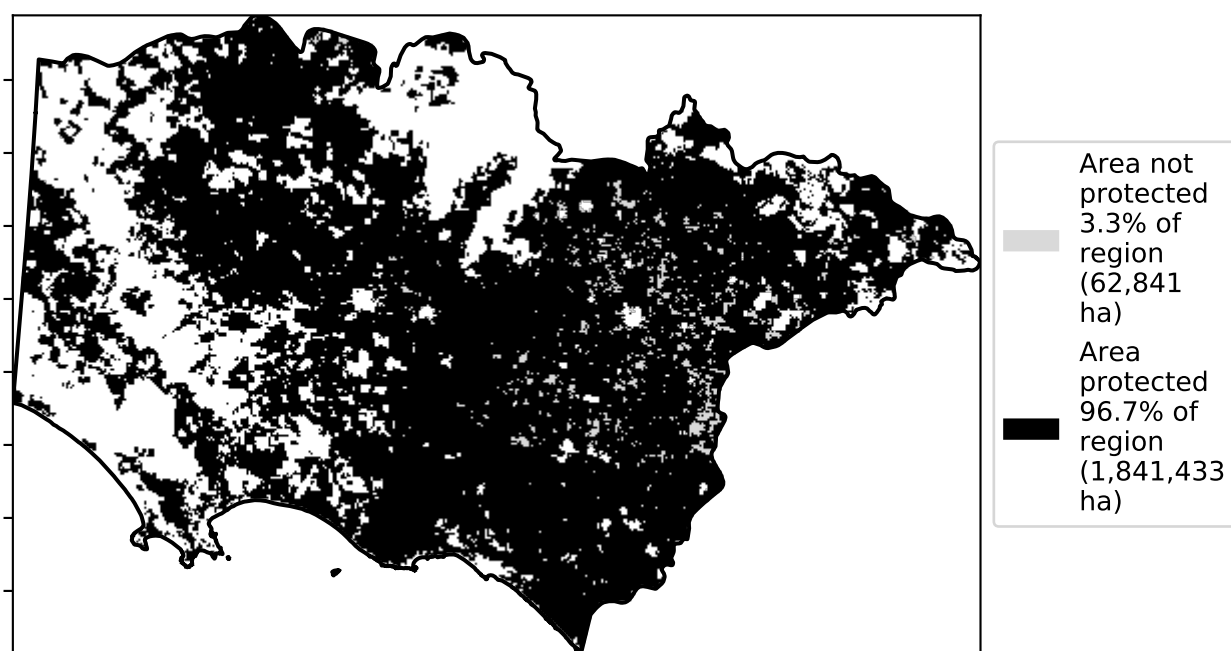 Area not
protected
3.3% of
region
(62,841
ha)
Area
protected
96.7% of
region
(1,841,433
ha)